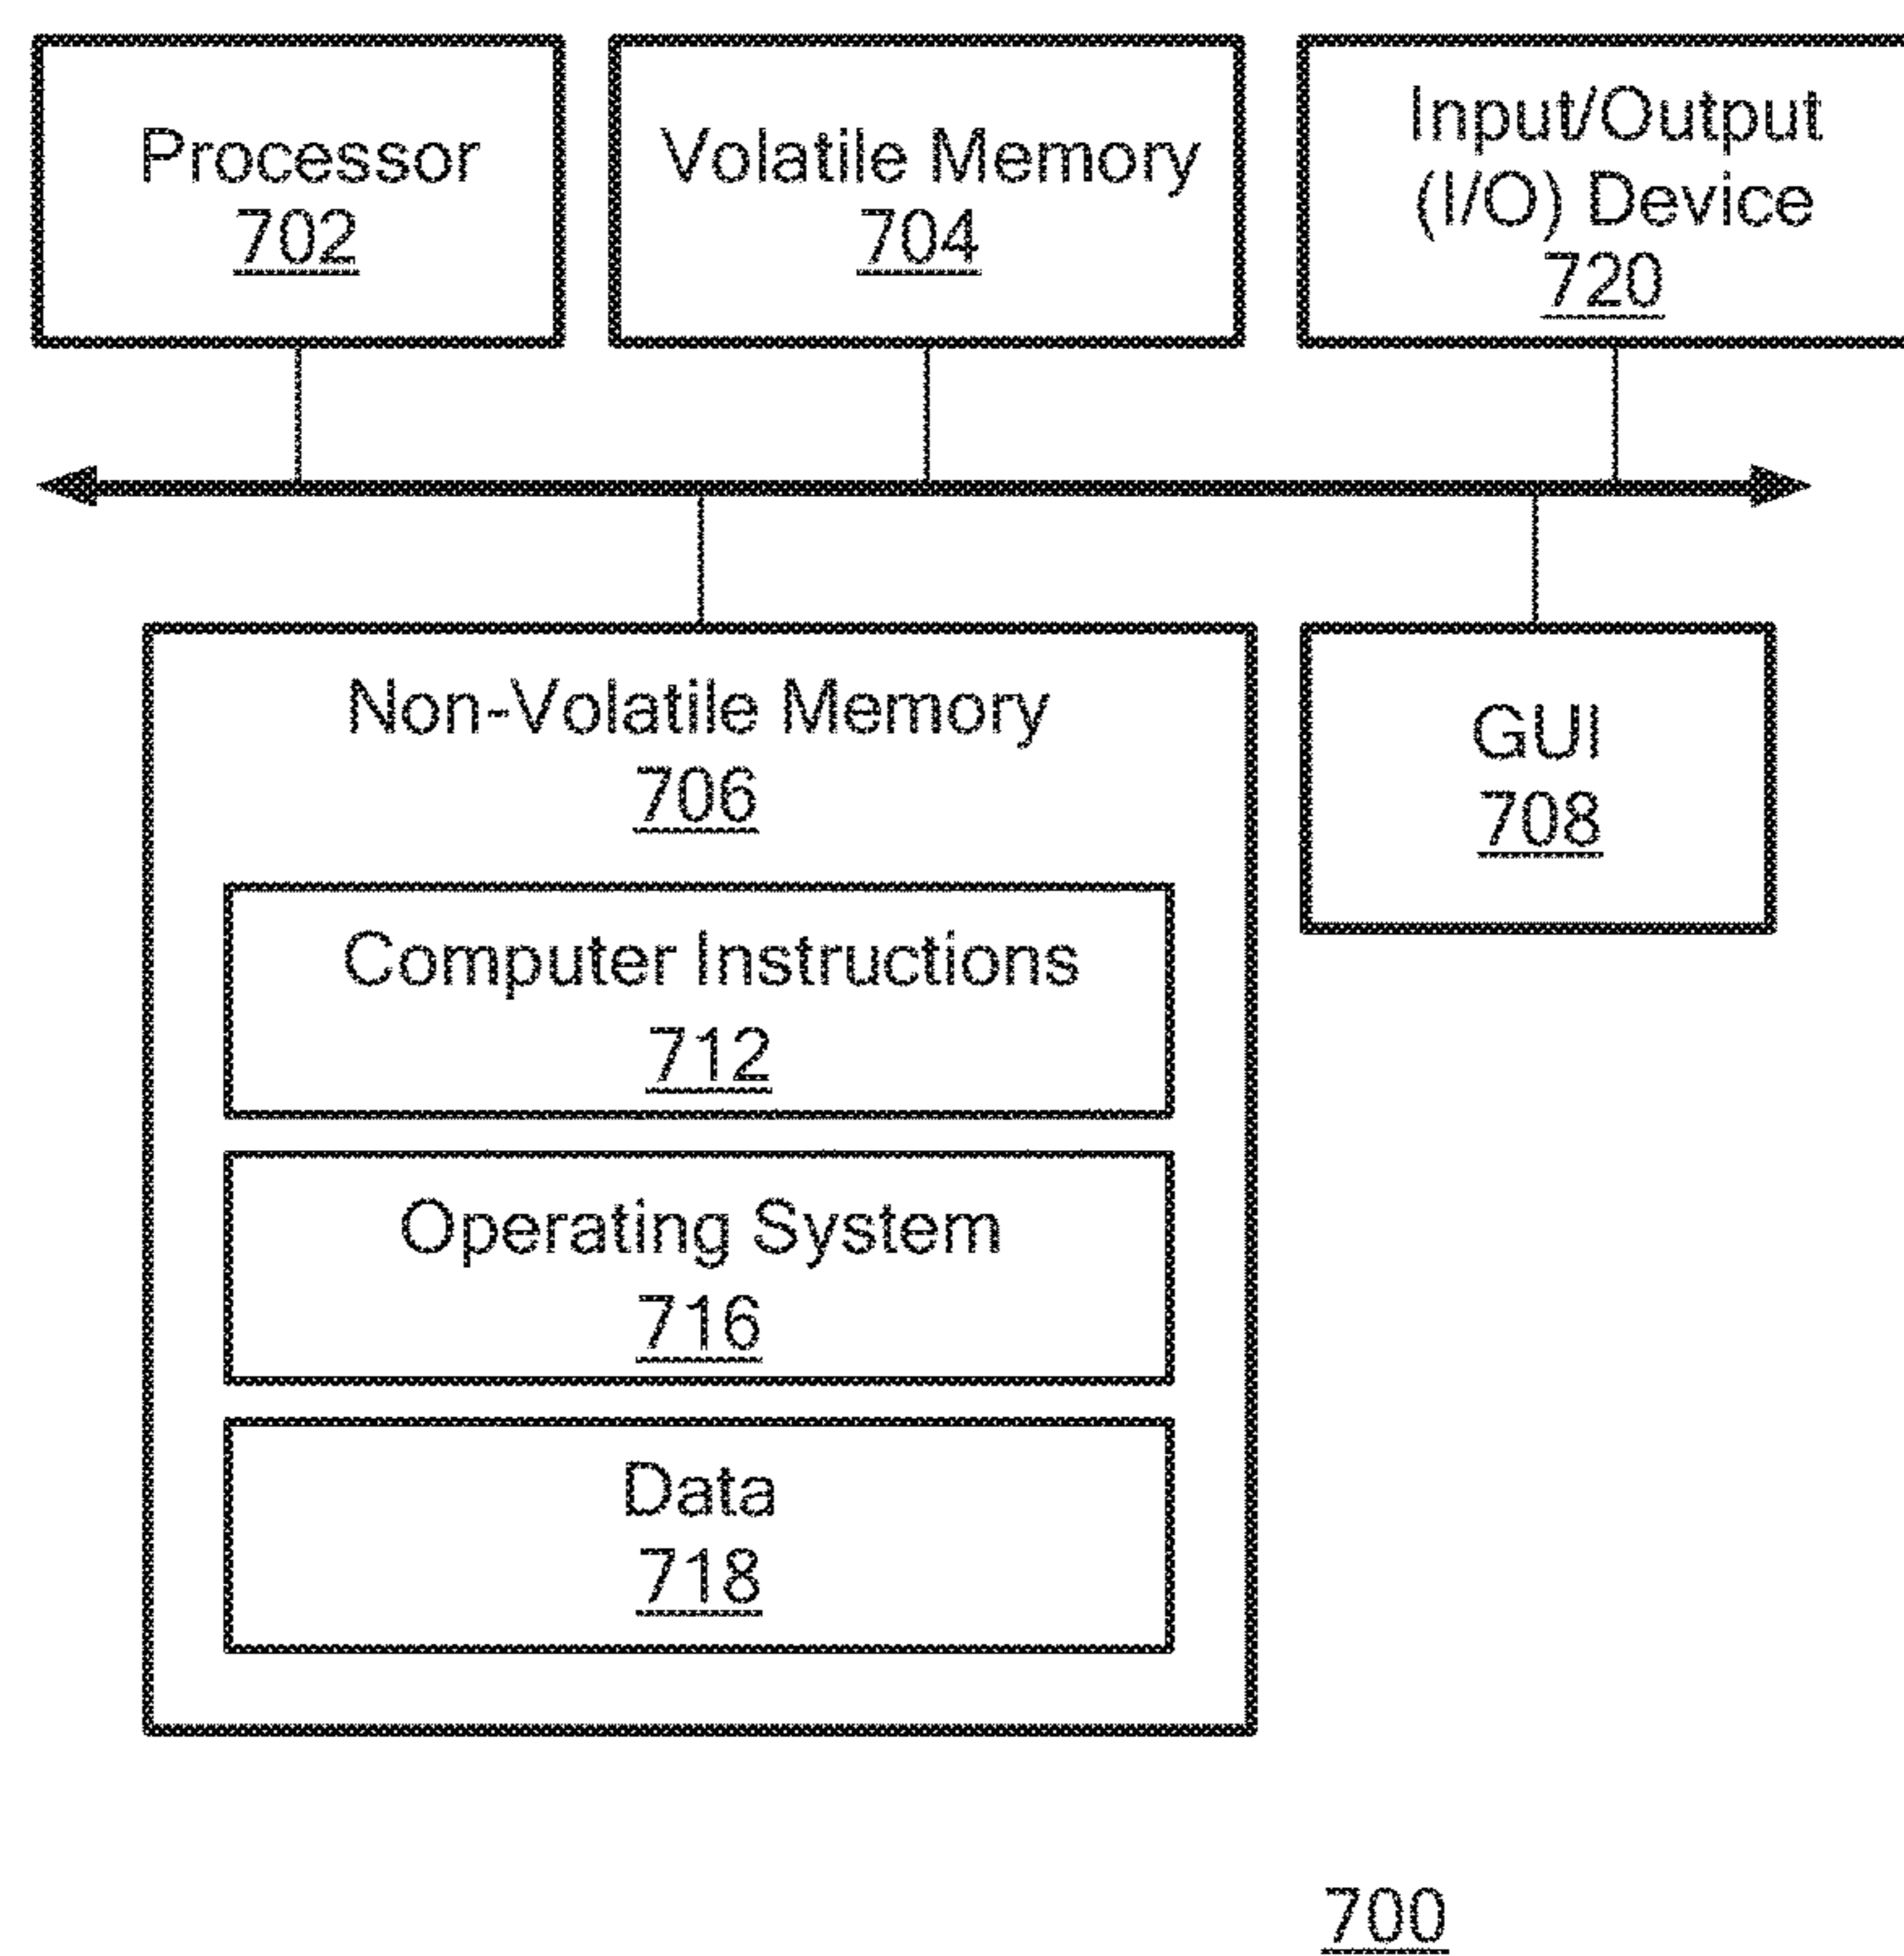 Processor
702
Volatile Memory
704
Input/Output
(I/O) Device
720
Non-Volatile Memory
706
GUI
708
Computer Instructions
712
Operating System
716
Data
718
700